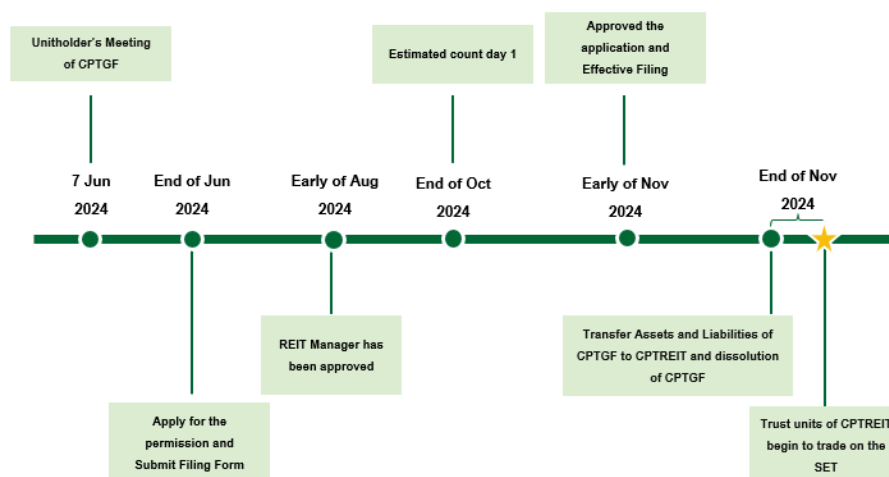 Unitholder's Meeting
of CPTGF
Estimated count day 1
Approved the
application and
Effective Filing
7 Jun
2024
End of Jun
2024
Early of Aug
2024
End of Oct
2024
Early of Nov
2024
End of Nov
2024
Apply for the
permission and
Submit Filing Form
REIT Manager has
been approved
Transfer Assets and Liabilities of
CPTGF to CPTREIT and dissolution
of CPTGF
Trust units of CPTREIT
begin to trade on the
SET